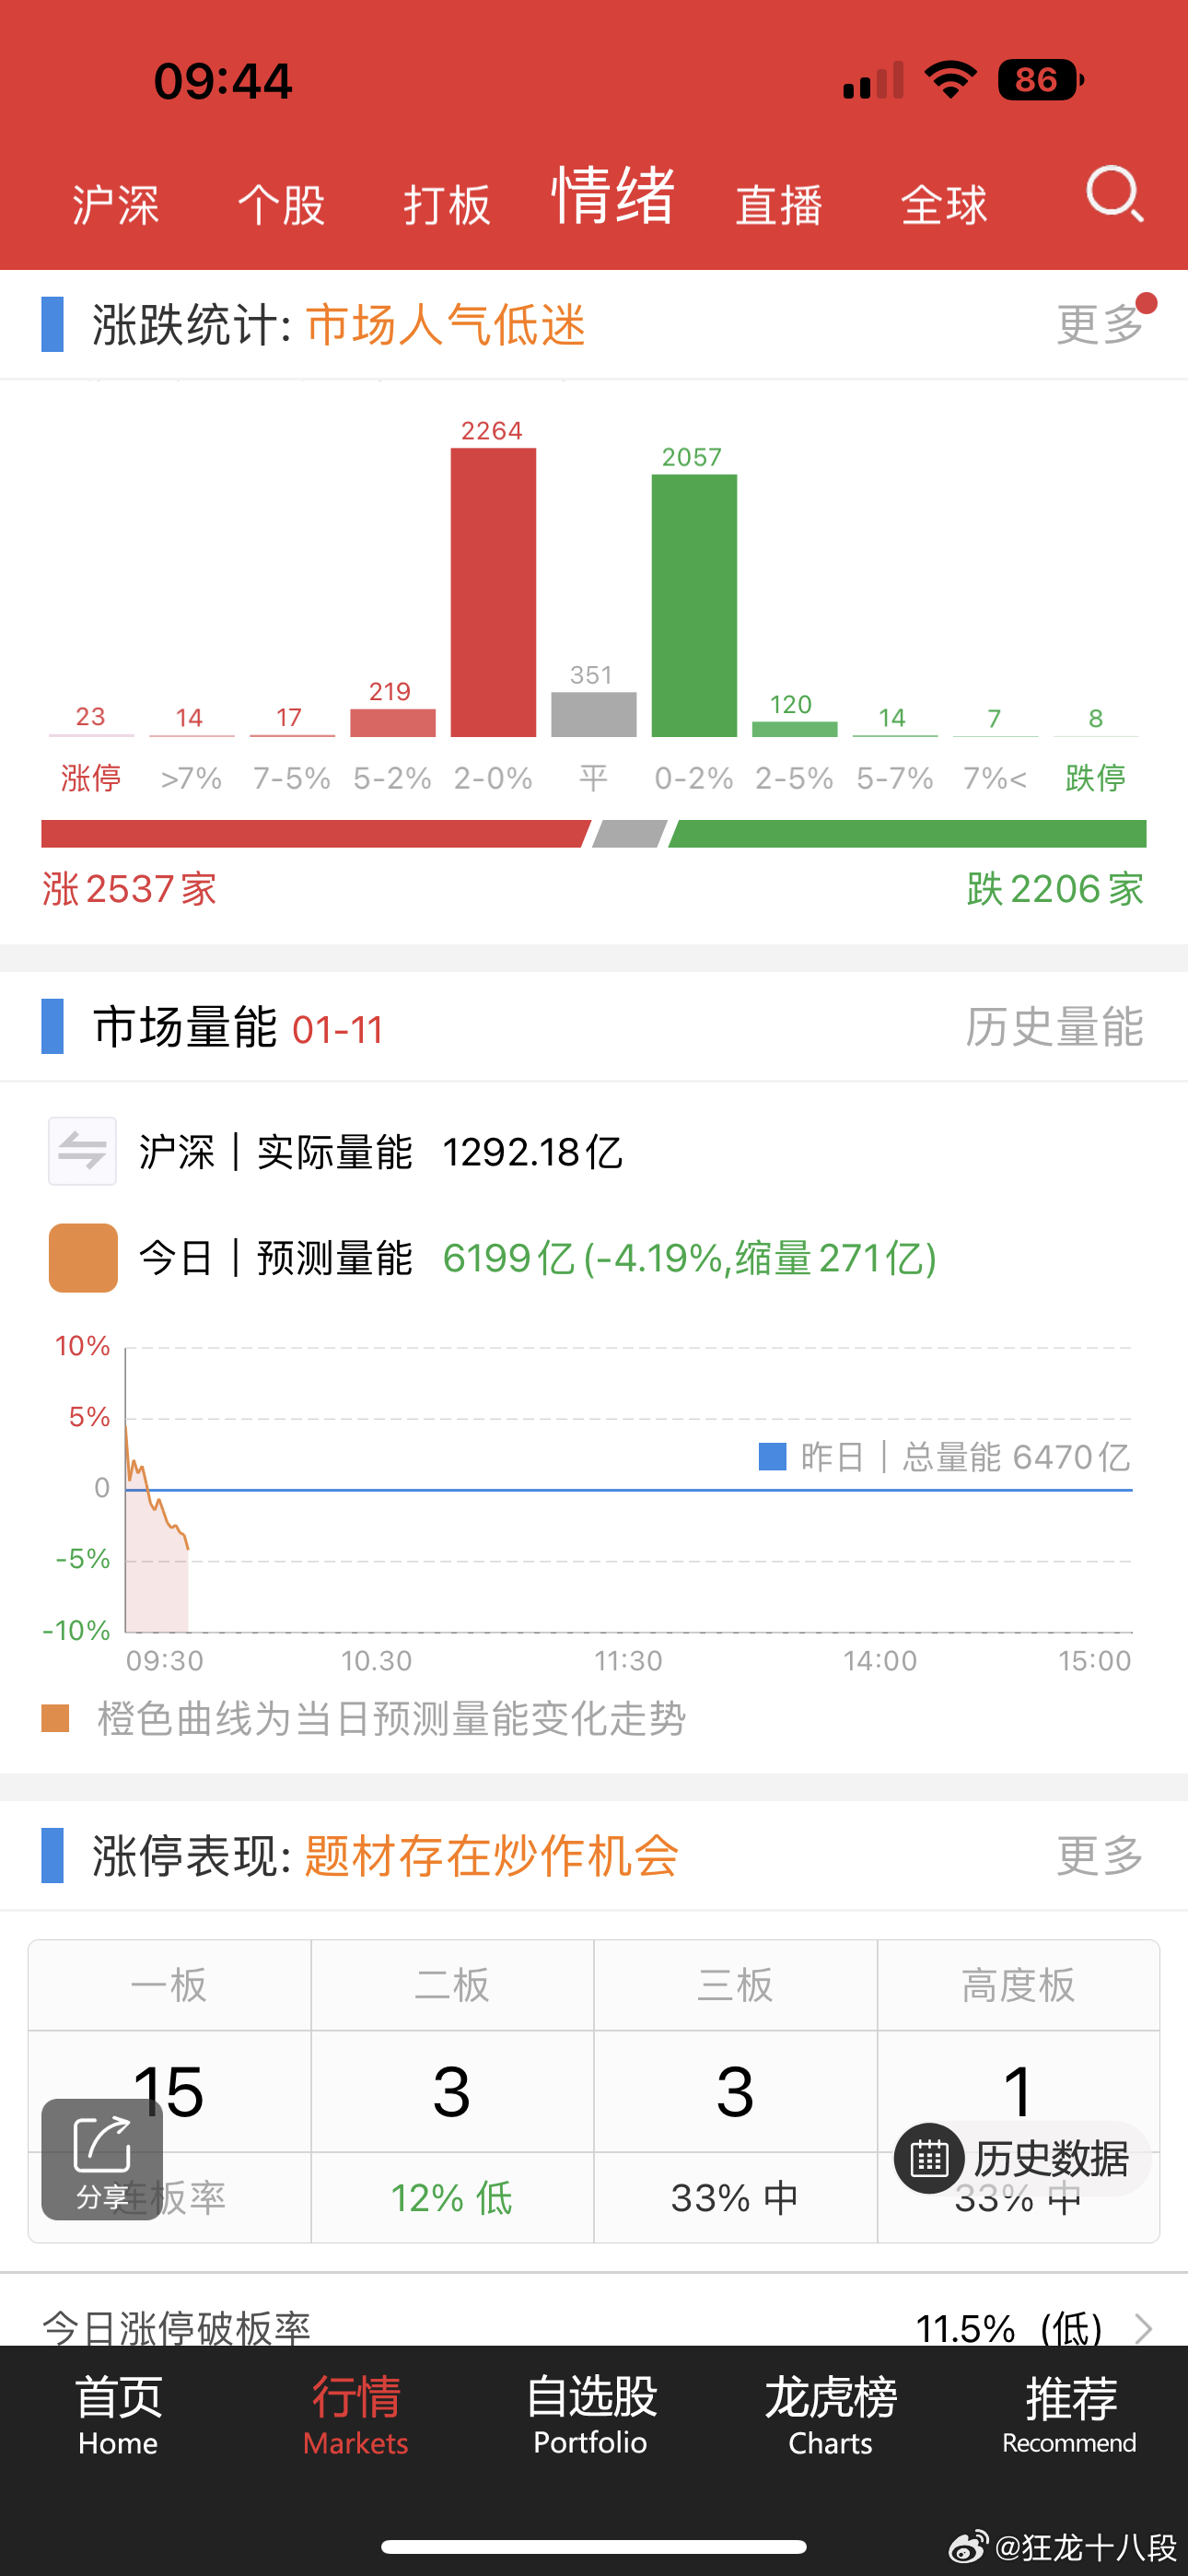 09:44
86
沪深 个股 打板 情绪 直播 全球
涨跌统计: 市场人气低迷 更多
2264
2057
351
219
120
23 14 17 14 7 8
涨停 >7% 7-5% 5-2% 2-0% 平 0-2% 2-5% 5-7% 7%< 跌停
涨2537家 跌2206家
市场量能 01-11 历史量能
沪深｜实际量能 1292.18亿
今日｜预测量能 6199亿(-4.19%,缩量271亿)
10%
5%
昨日｜总量能 6470亿
0
-5%
-10%
09:30 10.30 11:30 14:00 15:00
橙色曲线为当日预测量能变化走势
涨停表现: 题材存在炒作机会 更多
一板 二板 三板 高度板
15 3 3 1
历史数据
分享
连板率 12% 低 33% 中 33% 中
今日涨停破板率 11.5% (低)
首页 行情 自选股 龙虎榜 推荐
Home Markets Portfolio Charts Recommend
@狂龙十八段